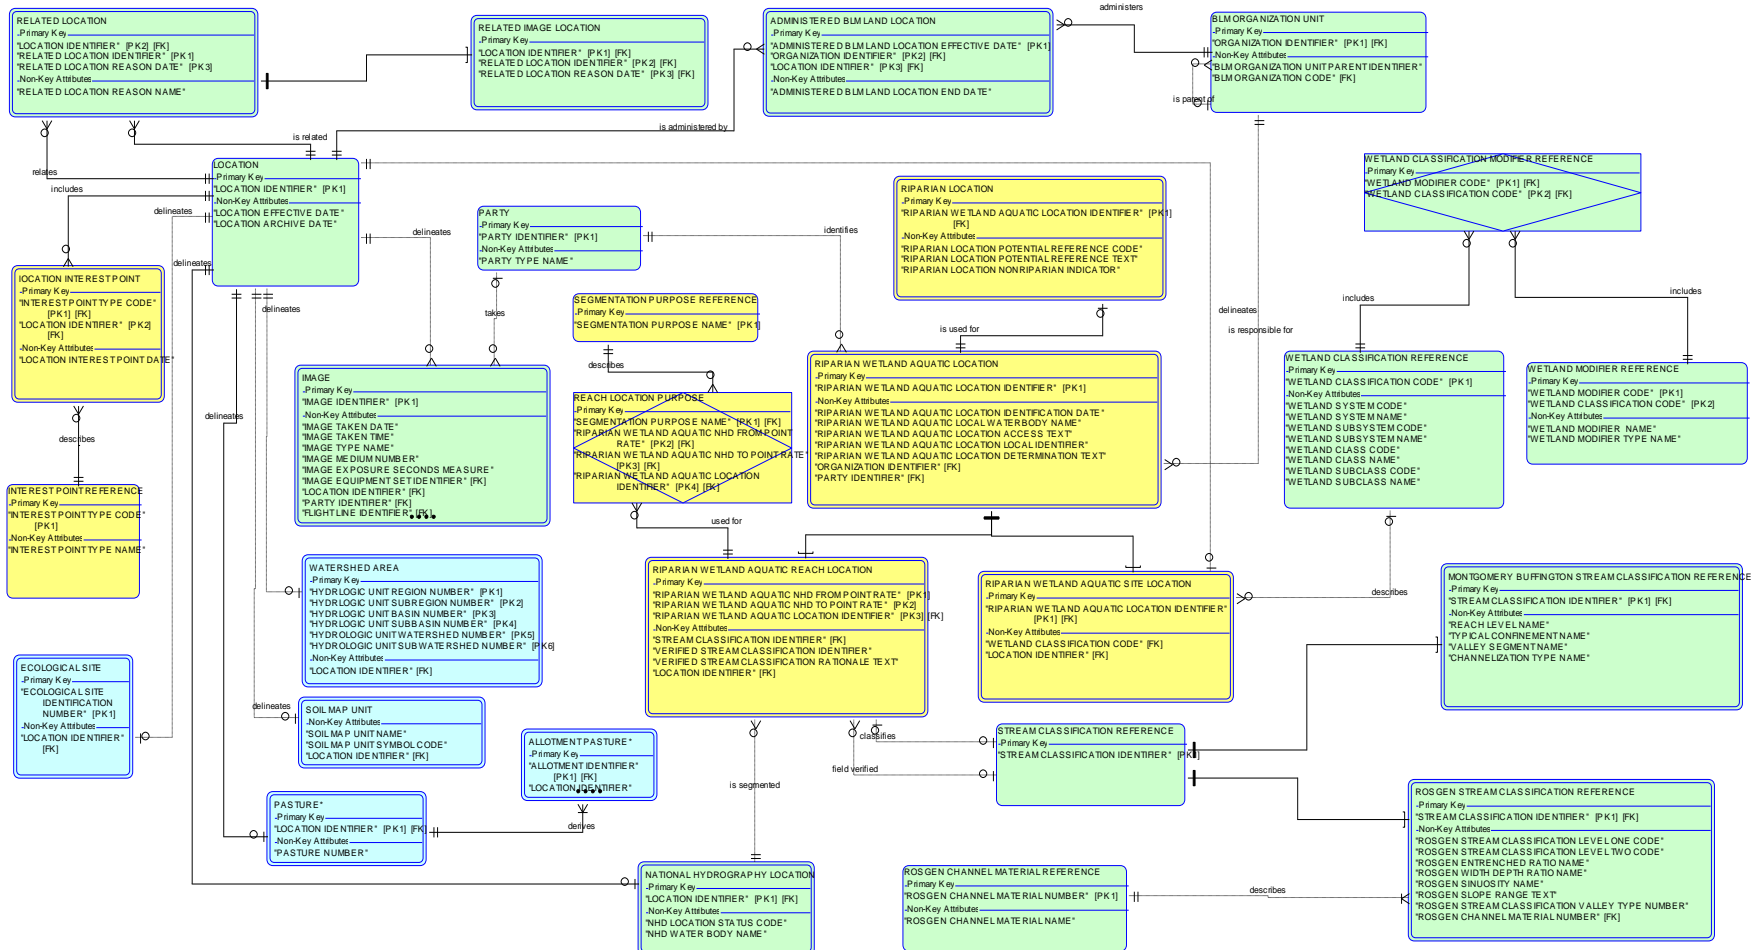 RELATED LOCATION
-Primary Key
"LOCATION IDENTIFIER" [PK2] [FK]
"RELATED LOCATION IDENTIFIER" [PK1]
"RELATED LOCATION REASON DATE" [PK3]
-Non-Key Attributes
"RELATED LOCATION REASON NAME"
RELATED IMAGE LOCATION
-Primary Key
"LOCATION IDENTIFIER" [PK1] [FK]
"RELATED LOCATION IDENTIFIER" [PK2] [FK]
"RELATED LOCATION REASON DATE" [PK3] [FK]
ADMINISTERED BLM LAND LOCATION
-Primary Key
"ADMINISTERED BLM LAND LOCATION EFFECTIVE DATE" [PK1]
"ORGANIZATION IDENTIFIER" [PK2] [FK]
"LOCATION IDENTIFIER" [PK3] [FK]
-Non-Key Attributes
"ADMINISTERED BLM LAND LOCATION END DATE"
administers
BLM ORGANIZATION UNIT
-Primary Key
"ORGANIZATION IDENTIFIER" [PK1] [FK]
-Non-Key Attributes
"BLM ORGANIZATION UNIT PARENT IDENTIFIER"
"BLM ORGANIZATION CODE" [FK]
is parent of
is administered by
is related
relates
includes
delineates
delineates
LOCATION
-Primary Key
"LOCATION IDENTIFIER" [PK1]
-Non-Key Attributes
"LOCATION EFFECTIVE DATE"
"LOCATION ARCHIVE DATE"
delineates
PARTY
-Primary Key
"PARTY IDENTIFIER" [PK1]
-Non-Key Attributes
"PARTY TYPE NAME"
identifies
RIPARIAN LOCATION
-Primary Key
"RIPARIAN WETLAND AQUATIC LOCATION IDENTIFIER" [PK1]
[FK]
-Non-Key Attributes
"RIPARIAN LOCATION POTENTIAL REFERENCE CODE"
"RIPARIAN LOCATION POTENTIAL REFERENCE TEXT"
"RIPARIAN LOCATION NONRIPARIAN INDICATOR"
WETLAND CLASSIFICATION MODIFIER REFERENCE
-Primary Key
"WETLAND MODIFIER CODE" [PK1] [FK]
"WETLAND CLASSIFICATION CODE" [PK2] [FK]
includes
includes
lOCATION INTEREST POINT
-Primary Key
"INTEREST POINT TYPE CODE"
[PK1] [FK]
"LOCATION IDENTIFIER" [PK2]
[FK]
-Non-Key Attributes
"LOCATION INTEREST POINT DATE"
describes
INTEREST POINT REFERENCE
-Primary Key
"INTEREST POINT TYPE CODE"
[PK1]
-Non-Key Attributes
"INTEREST POINT TYPE NAME"
delineates
delineates
takes
SEGMENTATION PURPOSE REFERENCE
-Primary Key
"SEGMENTATION PURPOSE NAME" [PK1]
describes
is used for
delineates
is responsible for
IMAGE
-Primary Key
"IMAGE IDENTIFIER" [PK1]
-Non-Key Attributes
"IMAGE TAKEN DATE"
"IMAGE TAKEN TIME"
"IMAGE TYPE NAME"
"IMAGE MEDIUM NUMBER"
"IMAGE EXPOSURE SECONDS MEASURE"
"IMAGE EQUIPMENT SET IDENTIFIER" [FK]
"LOCATION IDENTIFIER" [FK]
"PARTY IDENTIFIER" [FK]
"FLIGHT LINE IDENTIFIER" [FK]
REACH LOCATION PURPOSE
-Primary Key
"SEGMENTATION PURPOSE NAME" [PK1] [FK]
"RIPARIAN WETLAND AQUATIC NHD FROM POINT
RATE" [PK2] [FK]
"RIPARIAN WETLAND AQUATIC NHD TO POINT RATE"
[PK3] [FK]
"RIPARIAN WETLAND AQUATIC LOCATION
IDENTIFIER" [PK4] [FK]
used for
RIPARIAN WETLAND AQUATIC LOCATION
-Primary Key
"RIPARIAN WETLAND AQUATIC LOCATION IDENTIFIER" [PK1]
-Non-Key Attributes
"RIPARIAN WETLAND AQUATIC LOCATION IDENTIFICATION DATE"
"RIPARIAN WETLAND AQUATIC LOCAL WATERBODY NAME"
"RIPARIAN WETLAND AQUATIC LOCATION ACCESS TEXT"
"RIPARIAN WETLAND AQUATIC LOCATION LOCAL IDENTIFIER"
"RIPARIAN WETLAND AQUATIC LOCATION DETERMINATION TEXT"
"ORGANIZATION IDENTIFIER" [FK]
"PARTY IDENTIFIER" [FK]
WETLAND CLASSIFICATION REFERENCE
-Primary Key
"WETLAND CLASSIFICATION CODE" [PK1]
-Non-Key Attributes
"WETLAND SYSTEM CODE"
"WETLAND SYSTEM NAME"
"WETLAND SUBSYSTEM CODE"
"WETLAND SUBSYSTEM NAME"
"WETLAND CLASS CODE"
"WETLAND CLASS NAME"
"WETLAND SUBCLASS CODE"
"WETLAND SUBCLASS NAME"
WETLAND MODIFIER REFERENCE
-Primary Key
"WETLAND MODIFIER CODE" [PK1]
"WETLAND CLASSIFICATION CODE" [PK2]
-Non-Key Attributes
"WETLAND MODIFIER NAME"
"WETLAND MODIFIER TYPE NAME"
WATERSHED AREA
-Primary Key
"HYDRLOGIC UNIT REGION NUMBER" [PK1]
"HYDRLOGIC UNIT SUBREGION NUMBER" [PK2]
"HYDRLOGIC UNIT BASIN NUMBER" [PK3]
"HYDRLOGIC UNIT SUBBASIN NUMBER" [PK4]
"HYDROLOGIC UNIT WATERSHED NUMBER" [PK5]
"HYDROLOGIC UNIT SUBWATERSHED NUMBER" [PK6]
-Non-Key Attributes
"LOCATION IDENTIFIER" [FK]
RIPARIAN WETLAND AQUATIC REACH LOCATION
-Primary Key
"RIPARIAN WETLAND AQUATIC NHD FROM POINT RATE" [PK1]
"RIPARIAN WETLAND AQUATIC NHD TO POINT RATE" [PK2]
"RIPARIAN WETLAND AQUATIC LOCATION IDENTIFIER" [PK3] [FK]
-Non-Key Attributes
"STREAM CLASSIFICATION IDENTIFIER" [FK]
"VERIFIED STREAM CLASSIFICATION IDENTIFIER"
"VERIFIED STREAM CLASSIFICATION RATIONALE TEXT"
"LOCATION IDENTIFIER" [FK]
RIPARIAN WETLAND AQUATIC SITE LOCATION
-Primary Key
"RIPARIAN WETLAND AQUATIC LOCATION IDENTIFIER"
[PK1] [FK]
-Non-Key Attributes
"WETLAND CLASSIFICATION CODE" [FK]
"LOCATION IDENTIFIER" [FK]
describes
MONTGOMERY BUFFINGTON STREAM CLASSIFICATION REFERENCE
-Primary Key
"STREAM CLASSIFICATION IDENTIFIER" [PK1] [FK]
-Non-Key Attributes
"REACH LEVEL NAME"
"TYPICAL CONFINEMENT NAME"
"VALLEY SEGMENT NAME"
"CHANNELIZATION TYPE NAME"
ECOLOGICAL SITE
-Primary Key
"ECOLOGICAL SITE
IDENTIFICATION
NUMBER" [PK1]
-Non-Key Attributes
"LOCATION IDENTIFIER"
[FK]
delineates
SOIL MAP UNIT
-Non-Key Attributes
"SOIL MAP UNIT NAME"
"SOIL MAP UNIT SYMBOL CODE"
"LOCATION IDENTIFIER" [FK]
ALLOTMENT PASTURE"
-Primary Key
"ALLOTMENT IDENTIFIER"
[PK1] [FK]
"LOCATION IDENTIFIER"
derives
PASTURE"
-Primary Key
"LOCATION IDENTIFIER" [PK1] [FK]
-Non-Key Attributes
"PASTURE NUMBER"
is segmented
classifies
field verified
STREAM CLASSIFICATION REFERENCE
-Primary Key
"STREAM CLASSIFICATION IDENTIFIER" [PK1]
NATIONAL HYDROGRAPHY LOCATION
-Primary Key
"LOCATION IDENTIFIER" [PK1] [FK]
-Non-Key Attributes
"NHD LOCATION STATUS CODE"
"NHD WATER BODY NAME"
ROSGEN CHANNEL MATERIAL REFERENCE
-Primary Key
"ROSGEN CHANNEL MATERIAL NUMBER" [PK1]
-Non-Key Attributes
"ROSGEN CHANNEL MATERIAL NAME"
describes
ROSGEN STREAM CLASSIFICATION REFERENCE
-Primary Key
"STREAM CLASSIFICATION IDENTIFIER" [PK1] [FK]
-Non-Key Attributes
"ROSGEN STREAM CLASSIFICATION LEVEL ONE CODE"
"ROSGEN STREAM CLASSIFICATION LEVEL TWO CODE"
"ROSGEN ENTRENCHED RATIO NAME"
"ROSGEN WIDTH DEPTH RATIO NAME"
"ROSGEN SINUOSITY NAME"
"ROSGEN SLOPE RANGE TEXT"
"ROSGEN STREAM CLASSIFICATION VALLEY TYPE NUMBER"
"ROSGEN CHANNEL MATERIAL NUMBER" [FK]